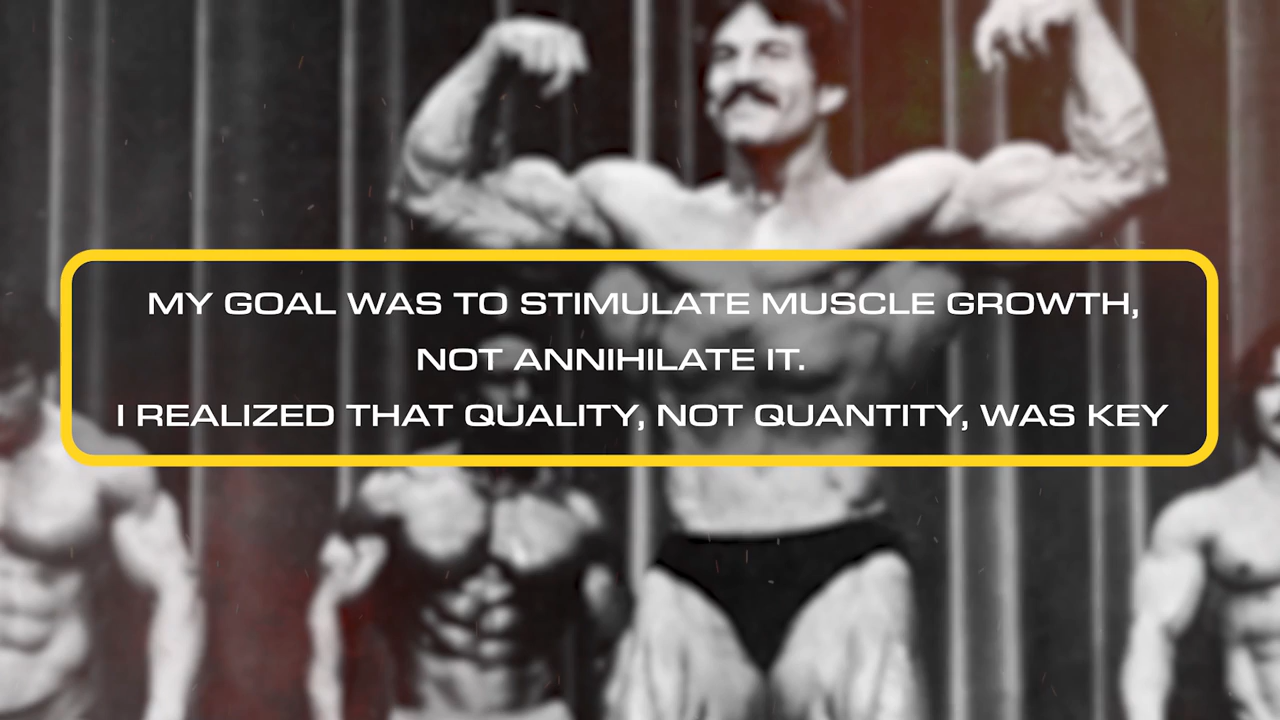 MY GOAL WAS TO STIMULATE MUSCLE GROWTH,
NOT ANNIHILATE IT.
I REALIZED THAT QUALITY, NOT QUANTITY, WAS KEY